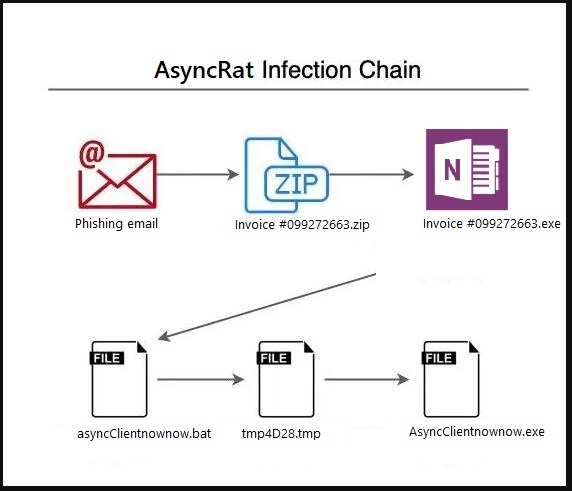 AsyncRat Infection Chain
@
ZIP
N
Phishing email
Invoice #099272663.zip
Invoice #099272663.exe
FILE
FILE
FILE
asyncClientnownow.bat
tmp4D28.tmp
AsyncClientnownow.exe